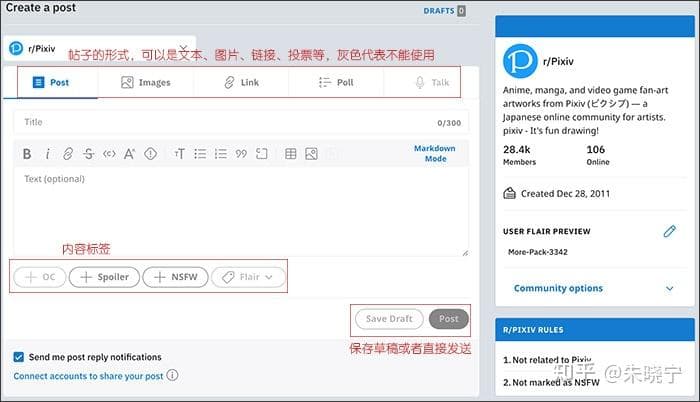 Create a post
DRAFTS 0
r/Pixiv
帖子的形式，可以是文本、图片、链接、投票等，灰色代表不能使用
Post
Images
Link
Poll
Talk
Title
0/300
B i
Markdown
Mode
Text (optional)
内容标签
+ OC
+ Spoiler
+ NSFW
Flair
Save Draft
Post
保存草稿或者直接发送
Send me post reply notifications
Connect accounts to share your post
r/Pixiv
Anime, manga, and video game fan-art
artworks from Pixiv (ピクシブ) — a
Japanese online community for artists.
pixiv - It's fun drawing!
28.4k
Members
106
Online
Created Dec 28, 2011
USER FLAIR PREVIEW
More-Pack-3342
Community options
R/PIXIV RULES
1. Not related to Pixiv
2. Not marked as NSFW
知乎 @朱晓宁